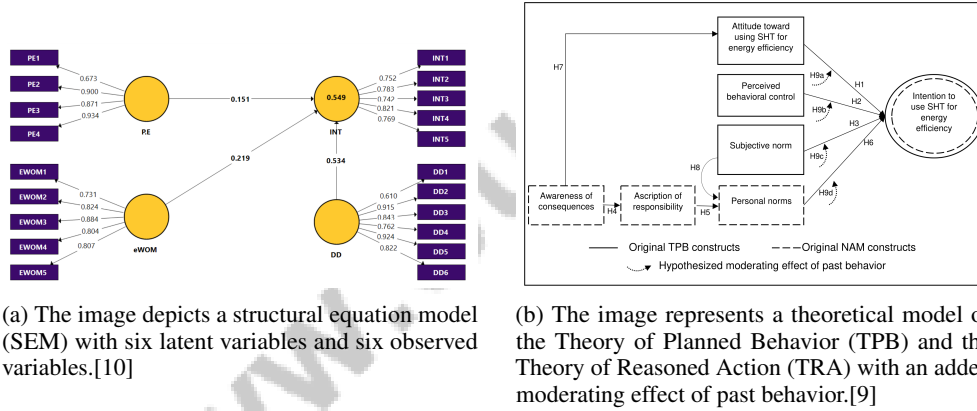 PE1
PE2
PE3
PE4
0.673
0.900
0.871
0.934
P.E
0.151
0.549
INT
0.752
0.783
0.742
0.821
0.769
INT1
INT2
INT3
INT4
INT5
0.219
0.534
EWOM1
EWOM2
EWOM3
EWOM4
EWOM5
0.731
0.824
0.884
0.804
0.807
eWOM
DD
0.610
0.915
0.841
0.762
0.924
0.822
DD1
DD2
DD3
DD4
DD5
DD6
(a) The image depicts a structural equation model
(SEM) with six latent variables and six observed
variables.[10]
Attitude toward
using SHT for
energy efficiency
H7
H9a
H1
Perceived
behavioral control
H9b
H2
Intention to
use SHT for
energy
efficiency
H3
Subjective norm
H9c
H6
H8
H9d
Awareness of
consequences
H4
Ascription of
responsibility
H5
Personal norms
Original TPB constructs
Original NAM constructs
Hypothesized moderating effect of past behavior
(b) The image represents a theoretical model o
the Theory of Planned Behavior (TPB) and th
Theory of Reasoned Action (TRA) with an adde
moderating effect of past behavior.[9]